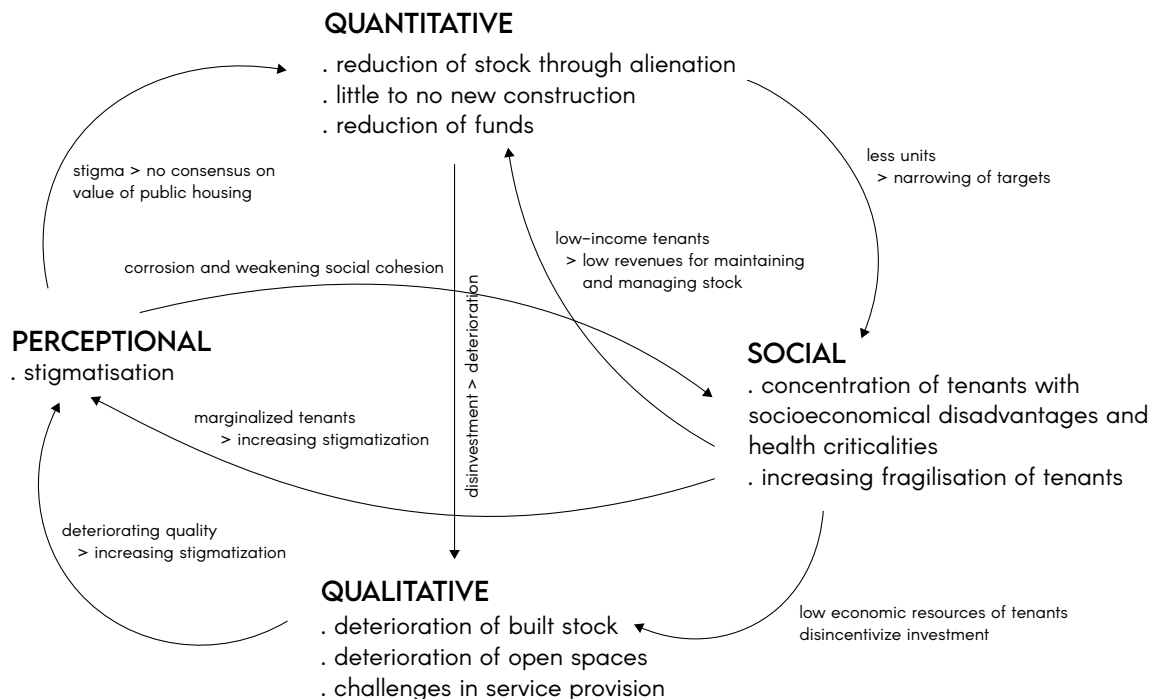 QUANTITATIVE
. reduction of stock through alienation
. little to no new construction
. reduction of funds
stigma > no consensus on
value of public housing
less units
> narrowing of targets
low-income tenants
> low revenues for maintaining
and managing stock
corrosion and weakening social cohesion
disinvestment > deterioration
PERCEPTIONAL
. stigmatisation
SOCIAL
. concentration of tenants with
socioeconomical disadvantages and
health criticalities
. increasing fragilisation of tenants
marginalized tenants
> increasing stigmatization
deteriorating quality
> increasing stigmatization
QUALITATIVE
. deterioration of built stock
. deterioration of open spaces
. challenges in service provision
low economic resources of tenants
disincentivize investment